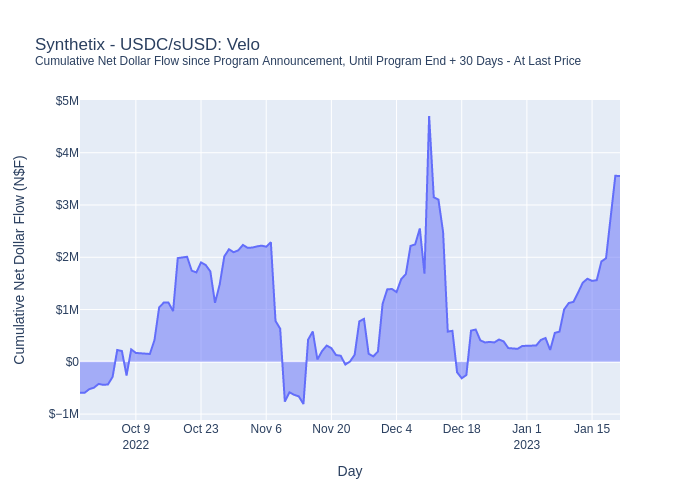 Synthetix - USDC/sUSD: Velo
Cumulative Net Dollar Flow since Program Announcement, Until Program End + 30 Days - At Last Price
Cumulative Net Dollar Flow (N$F)
$5M
$4M
$3M
$2M
$1M
$0
−$1M
Oct 9
2022
Oct 23
Nov 6
Nov 20
Dec 4
Dec 18
Jan 1
2023
Jan 15
Day